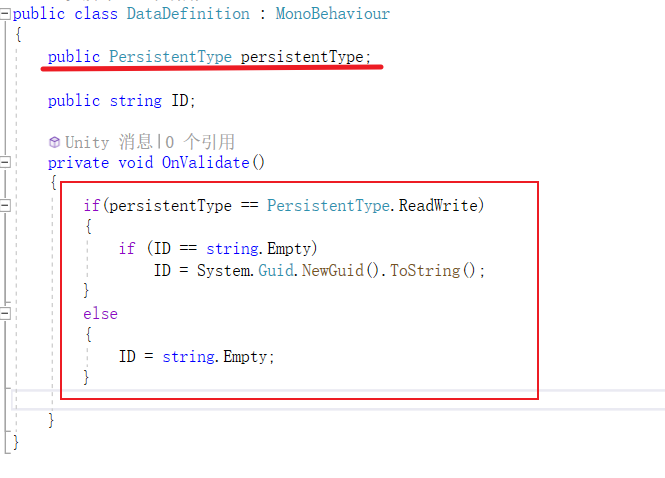 public class DataDefinition : MonoBehaviour
{
public PersistentType persistentType;
public string ID;
Unity 消息|0 个引用
private void OnValidate()
{
if(persistentType == PersistentType.ReadWrite)
{
if (ID == string.Empty)
ID = System.Guid.NewGuid().ToString();
}
else
{
ID = string.Empty;
}
}
}